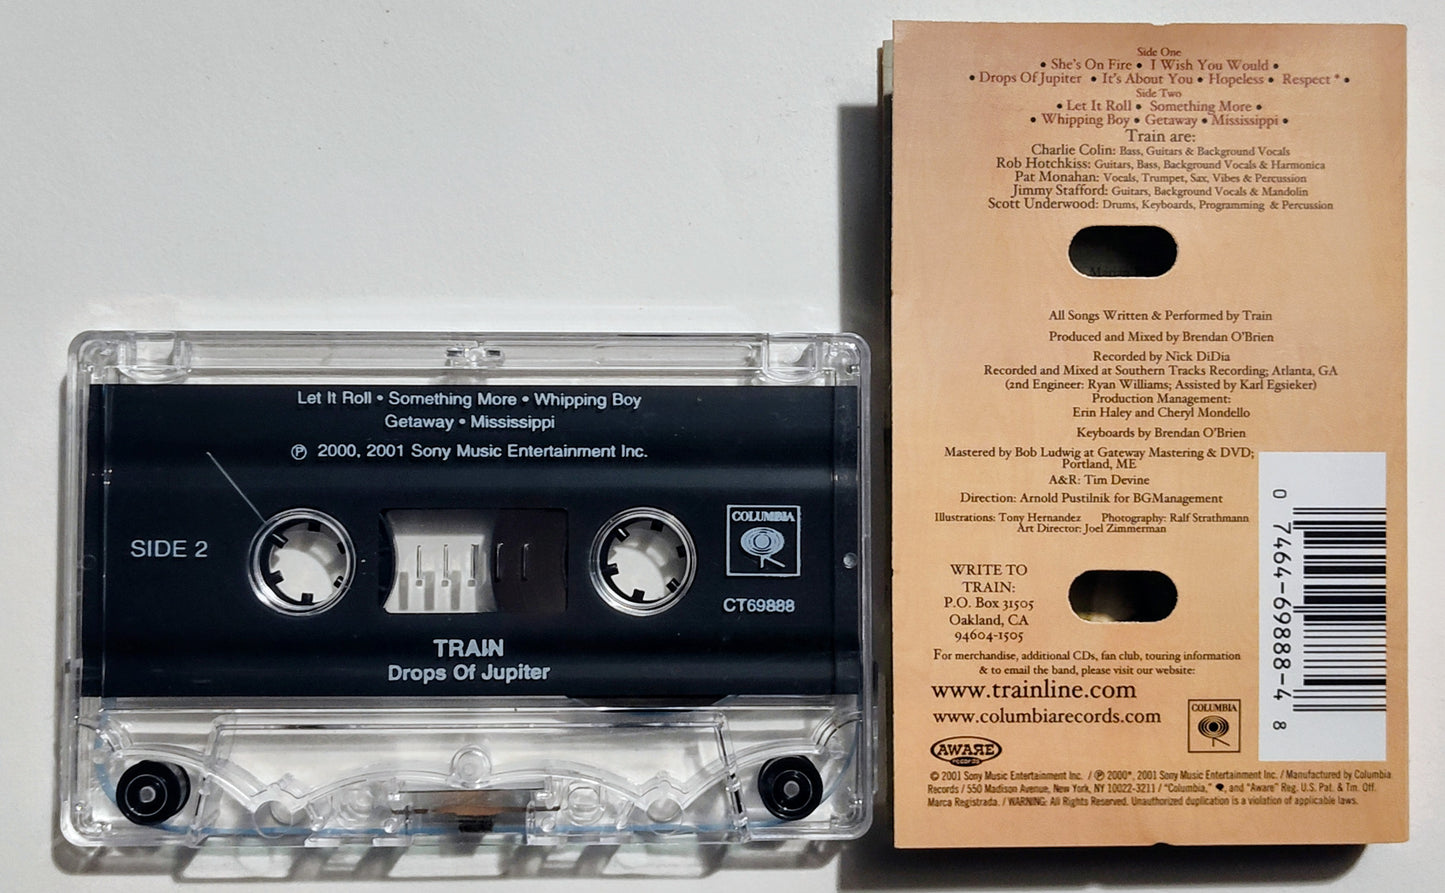 Let It Roll • Something More • Whipping Boy
Getaway • Mississippi
℗ 2000, 2001 Sony Music Entertainment Inc.
SIDE 2
COLUMBIA
CT69888
TRAIN
Drops Of Jupiter
Side One
• She's On Fire • I Wish You Would •
• Drops Of Jupiter • It's About You • Hopeless • Respect * •
Side Two
• Let It Roll • Something More •
• Whipping Boy • Getaway • Mississippi •
Train are:
Charlie Colin: Bass, Guitars & Background Vocals
Rob Hotchkiss: Guitars, Bass, Background Vocals & Harmonica
Pat Monahan: Vocals, Trumpet, Sax, Vibes & Percussion
Jimmy Stafford: Guitars, Background Vocals & Mandolin
Scott Underwood: Drums, Keyboards, Programming & Percussion
All Songs Written & Performed by Train
Produced and Mixed by Brendan O'Brien
Recorded by Nick DiDia
Recorded and Mixed at Southern Tracks Recording; Atlanta, GA
(2nd Engineer: Ryan Williams; Assisted by Karl Egsieker)
Production Management:
Erin Haley and Cheryl Mondello
Keyboards by Brendan O'Brien
Mastered by Bob Ludwig at Gateway Mastering & DVD;
Portland, ME
A&R: Tim Devine
Direction: Arnold Pustilnik for BGManagement
Illustrations: Tony Hernandez Photography: Ralf Strathmann
Art Director: Joel Zimmerman
WRITE TO
TRAIN:
P.O. Box 31505
Oakland, CA
94604-1505
For merchandise, additional CDs, fan club, touring information
& to email the band, please visit our website:
www.trainline.com
www.columbiarecords.com
COLUMBIA
AWARE
records
© 2001 Sony Music Entertainment Inc. / ℗ 2000*, 2001 Sony Music Entertainment Inc. / Manufactured by Columbia
Records / 550 Madison Avenue, New York, NY 10022-3211 / "Columbia," , and "Aware" Reg. U.S. Pat. & Tm. Off.
Marca Registrada. / WARNING: All Rights Reserved. Unauthorized duplication is a violation of applicable laws.
0 7464-69888-4 8